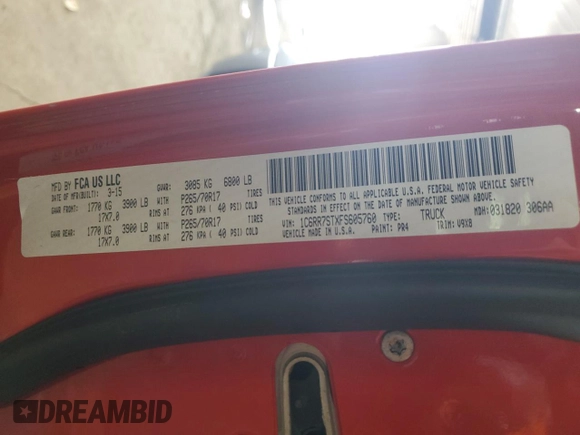 MFD BY FCA US LLC
DATE OF MFR(BUILT): 3-15 GVWR: 3085 KG 6800 LB
GAWR FRONT: 1770 KG 3900 LB WITH P265/70R17 TIRES
17X7.0 RIMS AT 276 KPA ( 40 PSI) COLD
GAWR REAR: 1770 KG 3900 LB WITH P265/70R17 TIRES
17X7.0 RIMS AT 276 KPA ( 40 PSI) COLD
THIS VEHICLE CONFORMS TO ALL APPLICABLE U.S.A. FEDERAL MOTOR VEHICLE SAFETY
STANDARDS IN EFFECT ON THE DATE OF MANUFACTURE SHOWN ABOVE.
VIN: 1C6RR7STXFS605760 TYPE: TRUCK MDH:031820 306AA
VEHICLE MADE IN U.S.A. PAINT: PR4 TRIM: V9X8
DREAMBID